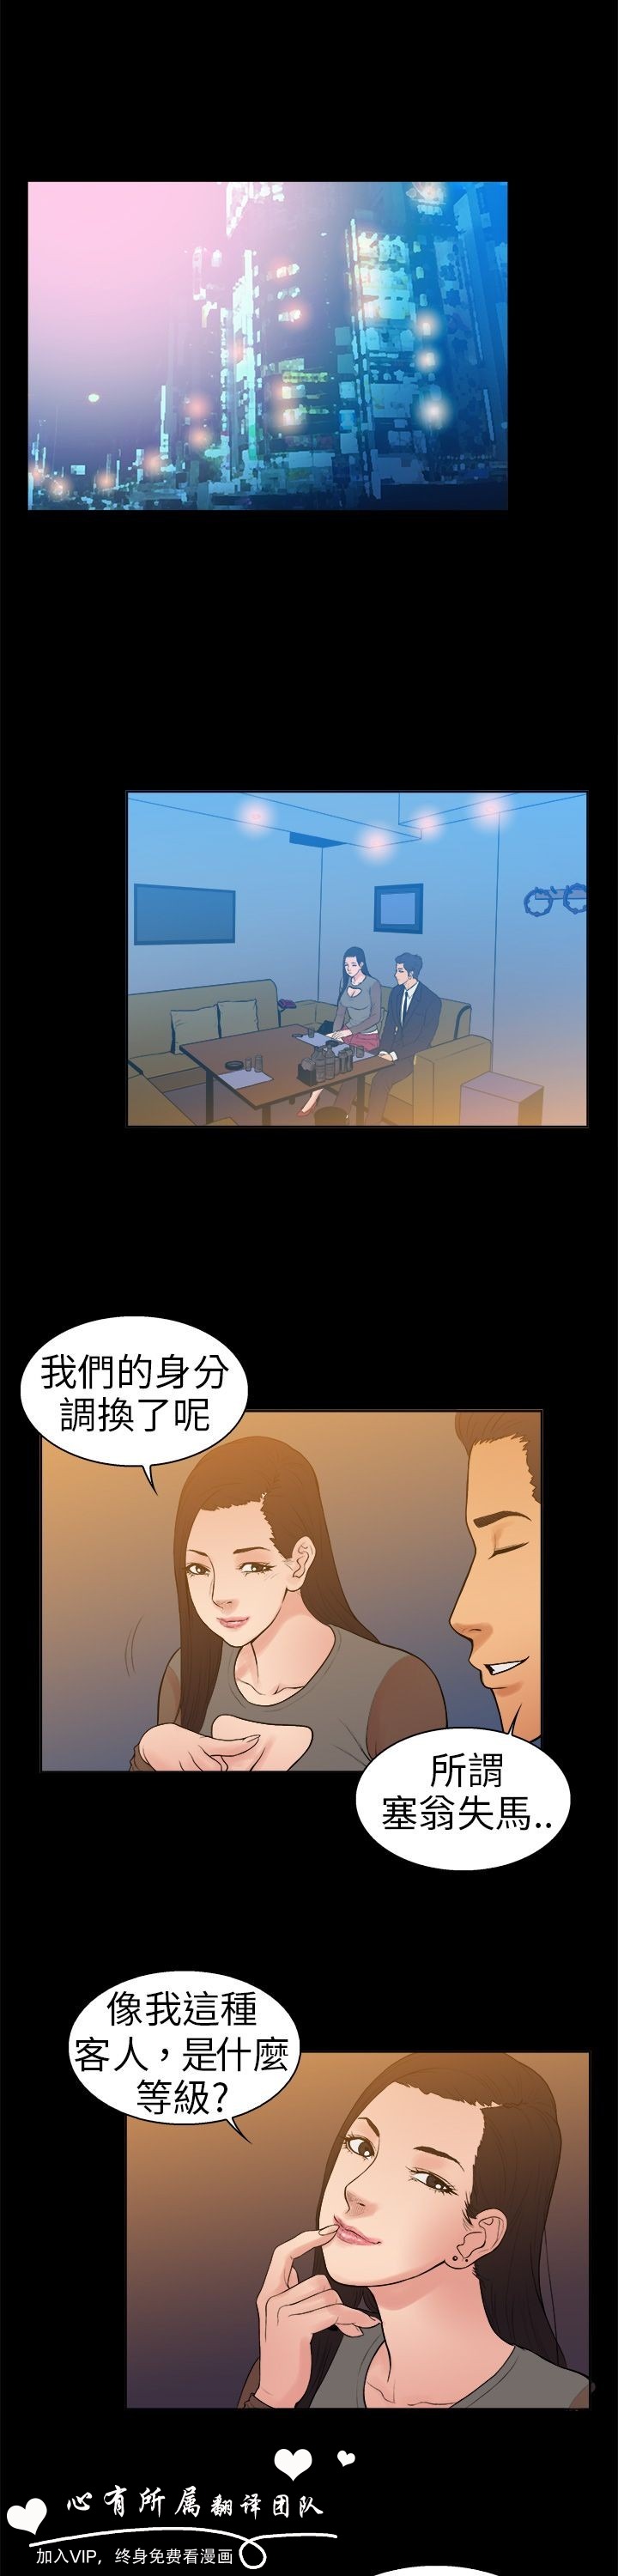 我們的身分
調換了呢
所謂
塞翁失馬..
像我這種
客人，是什麼
等級?
心有所属翻译团队
加入VIP，终身免费看漫画